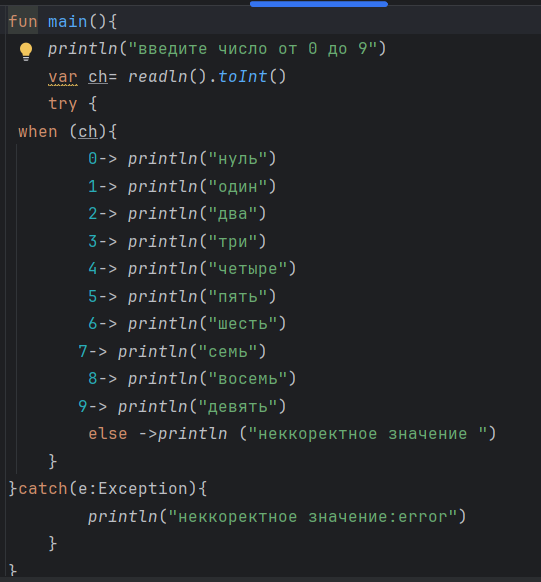 fun main(){
println("введите число от 0 до 9")
var ch= readln().toInt()
try {
when (ch){
0-> println("нуль")
1-> println("один")
2-> println("два")
3-> println("три")
4-> println("четыре")
5-> println("пять")
6-> println("шесть")
7-> println("семь")
8-> println("восемь")
9-> println("девять")
else ->println ("неккоректное значение ")
}
}catch(e:Exception){
println("неккоректное значение:error")
}
}